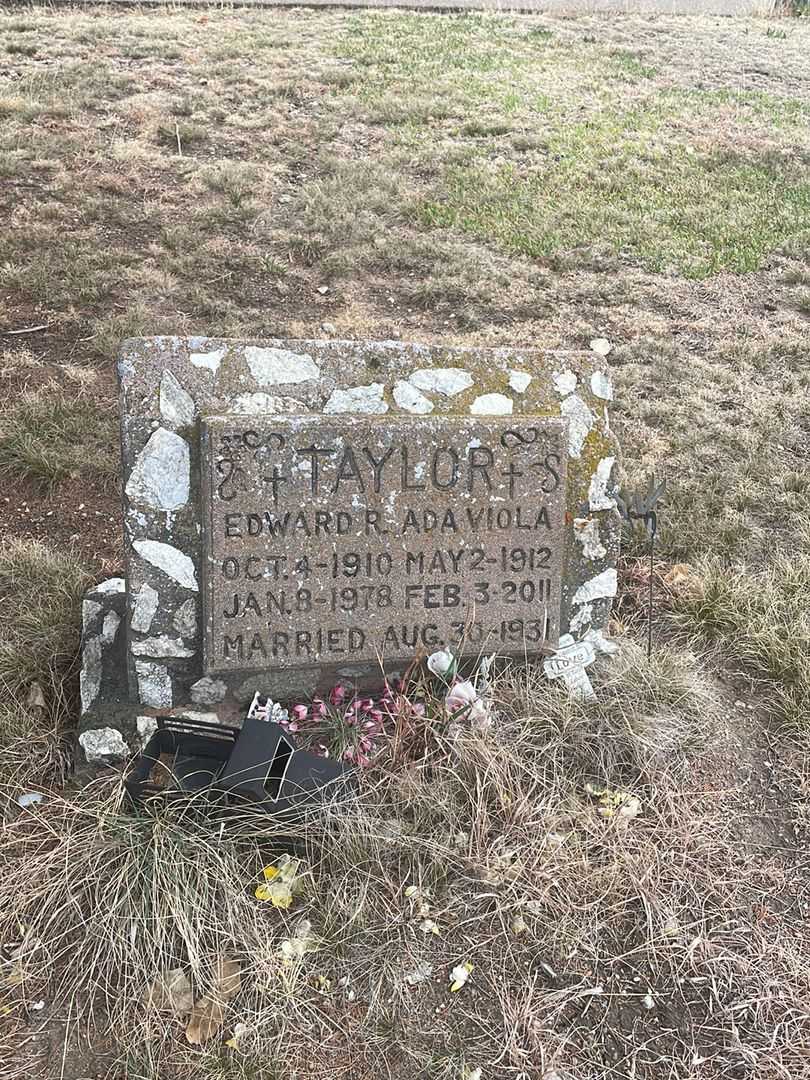 TAYLOR
EDWARD R. ADA VIOLA
OCT. 4-1910 MAY 2-1912
JAN. 8-1978 FEB. 3-2011
MARRIED AUG. 30-1931